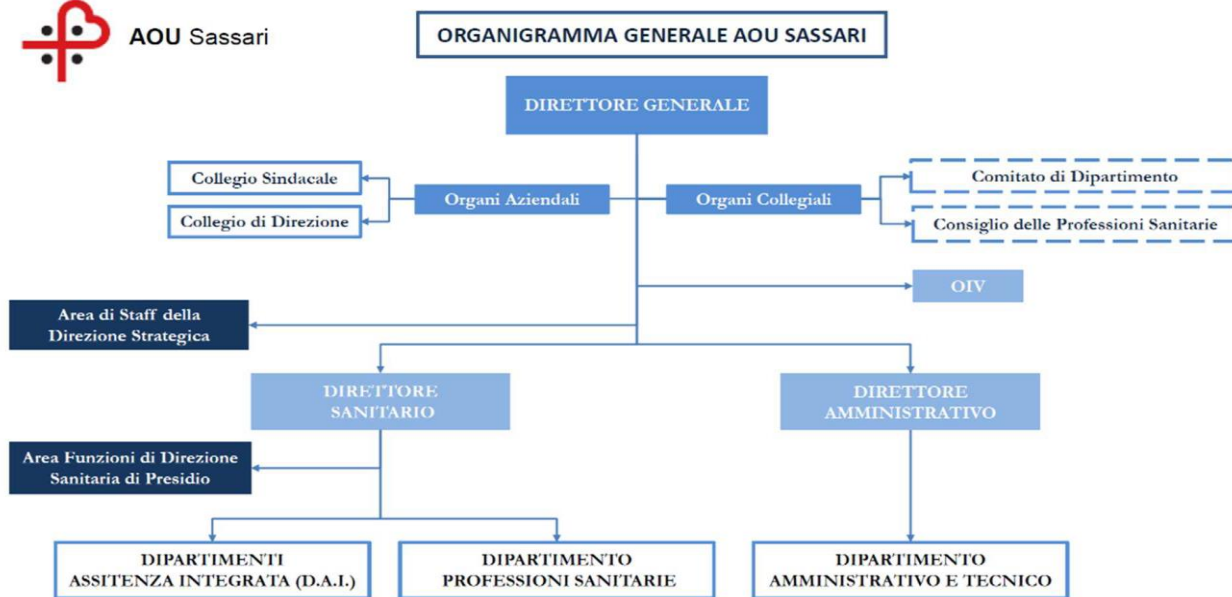 AOU Sassari
ORGANIGRAMMA GENERALE AOU SASSARI
DIRETTORE GENERALE
Collegio Sindacale
Collegio di Direzione
Organi Aziendali
Organi Collegiali
Comitato di Dipartimento
Consiglio delle Professioni Sanitarie
OIV
Area di Staff della
Direzione Strategica
DIRETTORE
SANITARIO
DIRETTORE
AMMINISTRATIVO
Area Funzioni di Direzione
Sanitaria di Presidio
DIPARTIMENTI
ASSITENZA INTEGRATA (D.A.I.)
DIPARTIMENTO
PROFESSIONI SANITARIE
DIPARTIMENTO
AMMINISTRATIVO E TECNICO